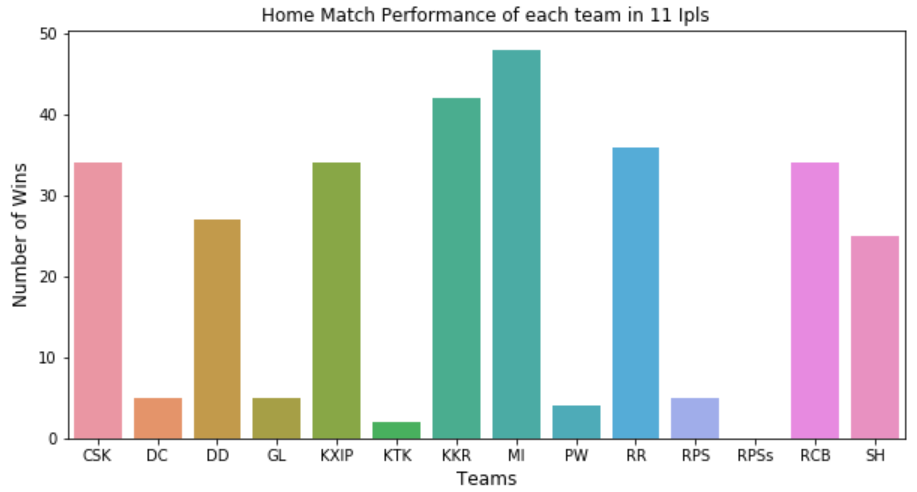 Home Match Performance of each team in 11 Ipls
50
40
30
20
10
0
Number of Wins
CSK DC DD GL KXIP KTK KKR MI PW RR RPS RPSs RCB SH
Teams